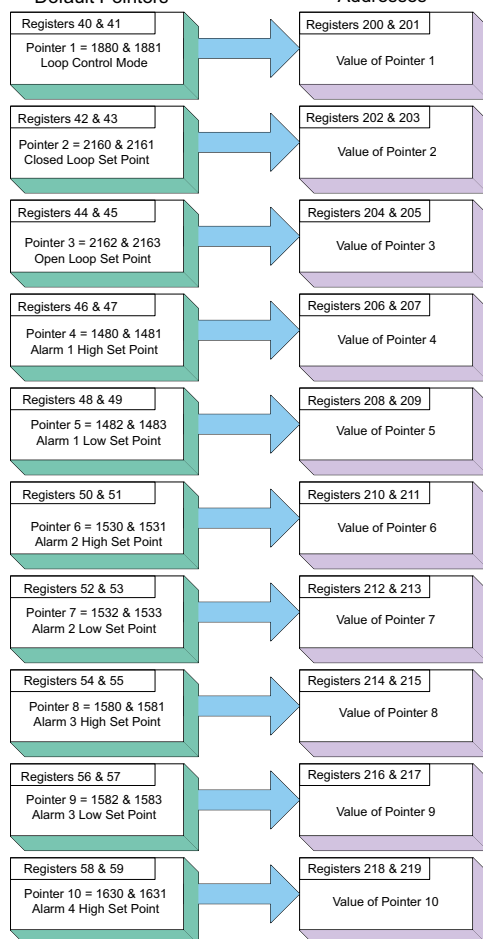 Default Pointers
Addresses
Registers 40 & 41
Pointer 1 = 1880 & 1881
Loop Control Mode
Registers 200 & 201
Value of Pointer 1
Registers 42 & 43
Pointer 2 = 2160 & 2161
Closed Loop Set Point
Registers 202 & 203
Value of Pointer 2
Registers 44 & 45
Pointer 3 = 2162 & 2163
Open Loop Set Point
Registers 204 & 205
Value of Pointer 3
Registers 46 & 47
Pointer 4 = 1480 & 1481
Alarm 1 High Set Point
Registers 206 & 207
Value of Pointer 4
Registers 48 & 49
Pointer 5 = 1482 & 1483
Alarm 1 Low Set Point
Registers 208 & 209
Value of Pointer 5
Registers 50 & 51
Pointer 6 = 1530 & 1531
Alarm 2 High Set Point
Registers 210 & 211
Value of Pointer 6
Registers 52 & 53
Pointer 7 = 1532 & 1533
Alarm 2 Low Set Point
Registers 212 & 213
Value of Pointer 7
Registers 54 & 55
Pointer 8 = 1580 & 1581
Alarm 3 High Set Point
Registers 214 & 215
Value of Pointer 8
Registers 56 & 57
Pointer 9 = 1582 & 1583
Alarm 3 Low Set Point
Registers 216 & 217
Value of Pointer 9
Registers 58 & 59
Pointer 10 = 1630 & 1631
Alarm 4 High Set Point
Registers 218 & 219
Value of Pointer 10